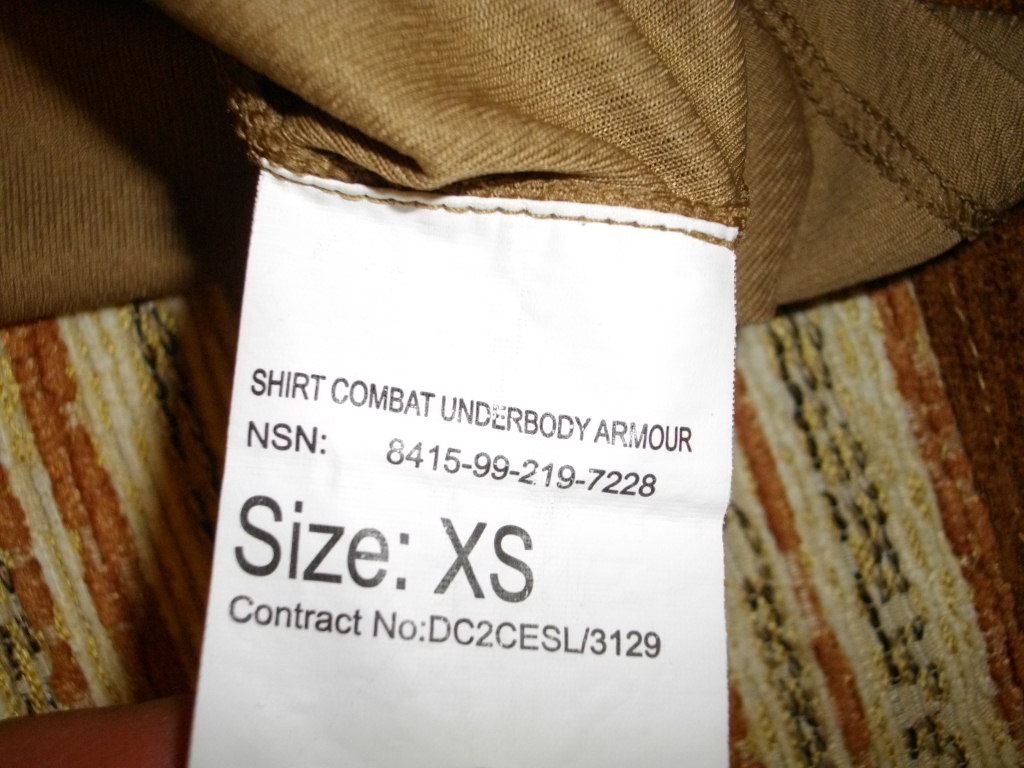 SHIRT COMBAT UNDERBODY ARMOUR
NSN: 8415-99-219-7228
Size: XS
Contract No:DC2CESL/3129